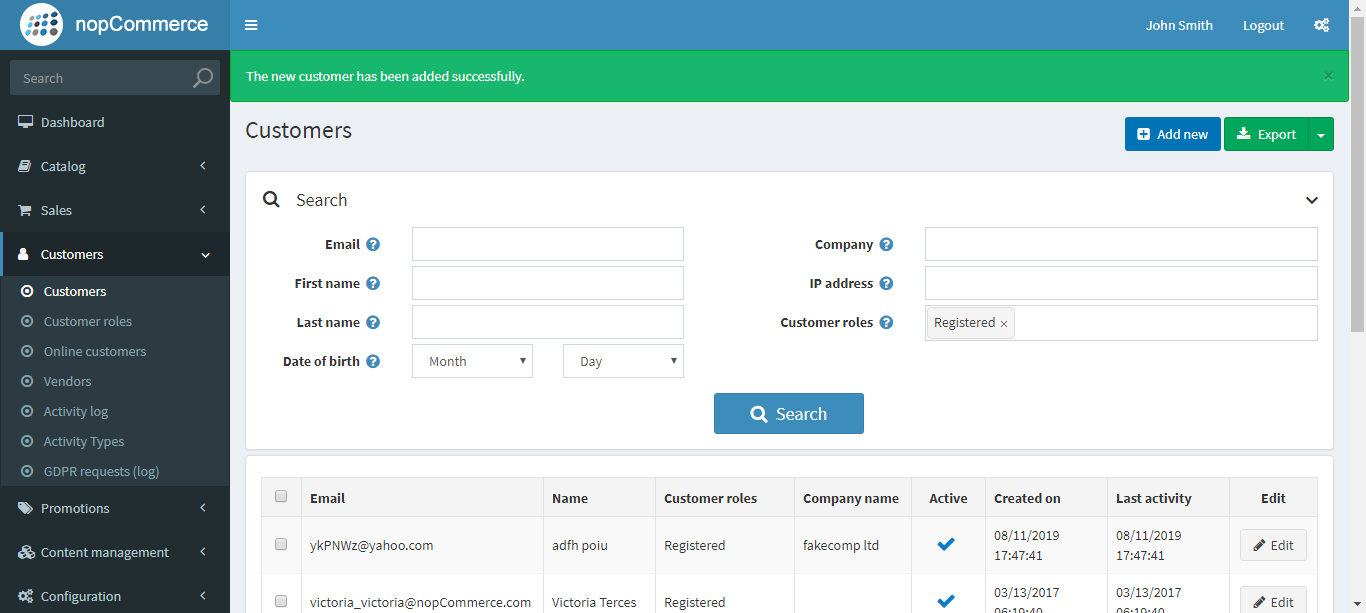 nopCommerce
John Smith Logout
Search
The new customer has been added successfully. ×
Dashboard
Catalog
Sales
Customers
Customers
Customer roles
Online customers
Vendors
Activity log
Activity Types
GDPR requests (log)
Promotions
Content management
Configuration
Customers
Add new Export
Search
Email ? Company ?
First name ? IP address ?
Last name ? Customer roles ? Registered ×
Date of birth ? Month Day
Search
Email Name Customer roles Company name Active Created on Last activity Edit
ykPNWz@yahoo.com adfh poiu Registered fakecomp ltd 08/11/2019 08/11/2019 Edit
17:47:41 17:47:41
victoria_victoria@nopCommerce.com Victoria Terces Registered 03/13/2017 03/13/2017 Edit
06:19:40 06:19:40